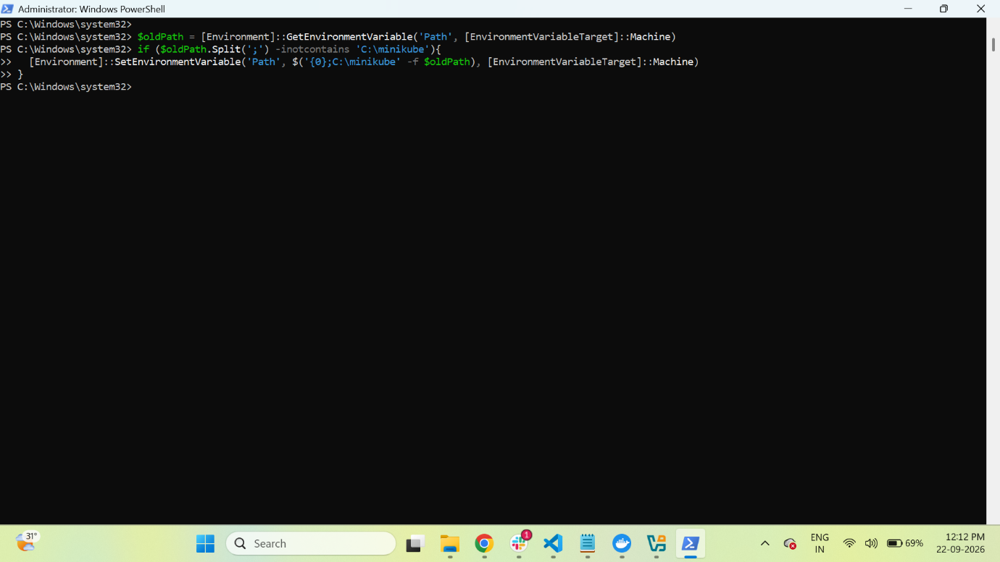 Administrator: Windows PowerShell
PS C:\Windows\system32>
PS C:\Windows\system32> $oldPath = [Environment]::GetEnvironmentVariable('Path', [EnvironmentVariableTarget]::Machine)
PS C:\Windows\system32> if ($oldPath.Split(';') -inotcontains 'C:\minikube'){
>>   [Environment]::SetEnvironmentVariable('Path', $('{0};C:\minikube' -f $oldPath), [EnvironmentVariableTarget]::Machine)
>> }
PS C:\Windows\system32>
31°
Search
1
ENG
IN
69%
12:12 PM
22-09-2026